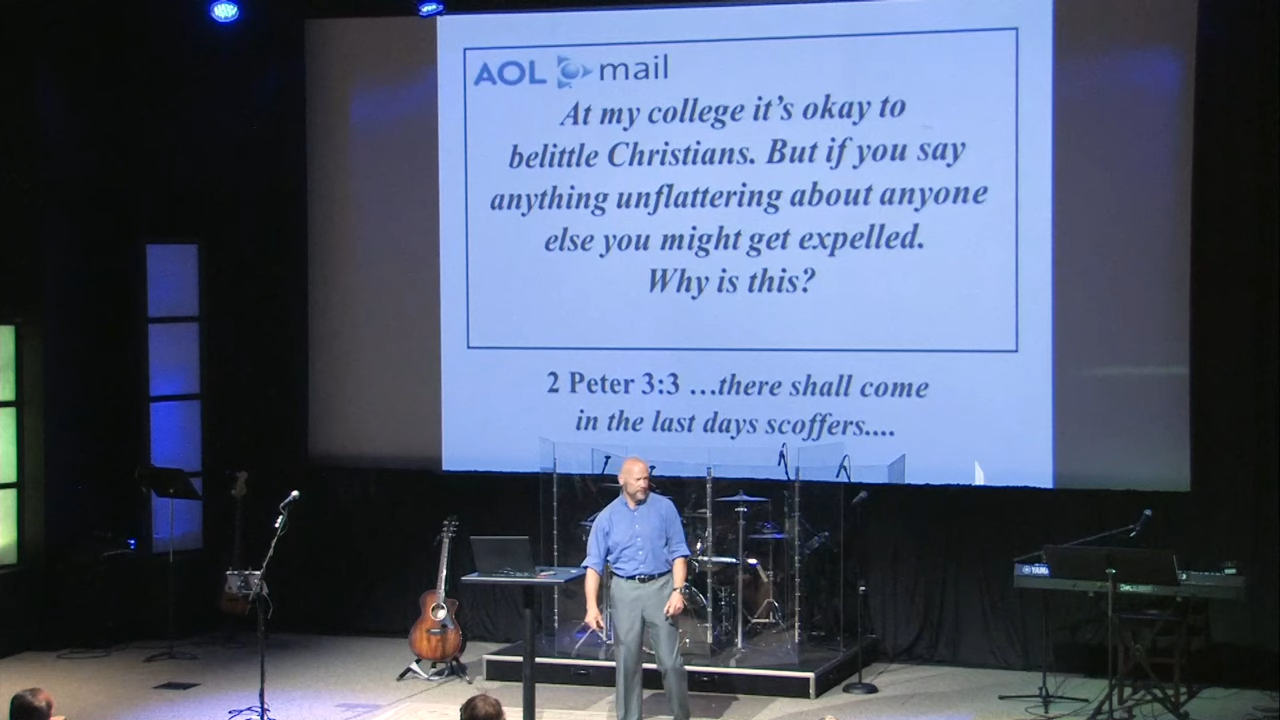 AOL mail
At my college it's okay to
belittle Christians. But if you say
anything unflattering about anyone
else you might get expelled.
Why is this?
2 Peter 3:3 ...there shall come
in the last days scoffers....
YAMAHA